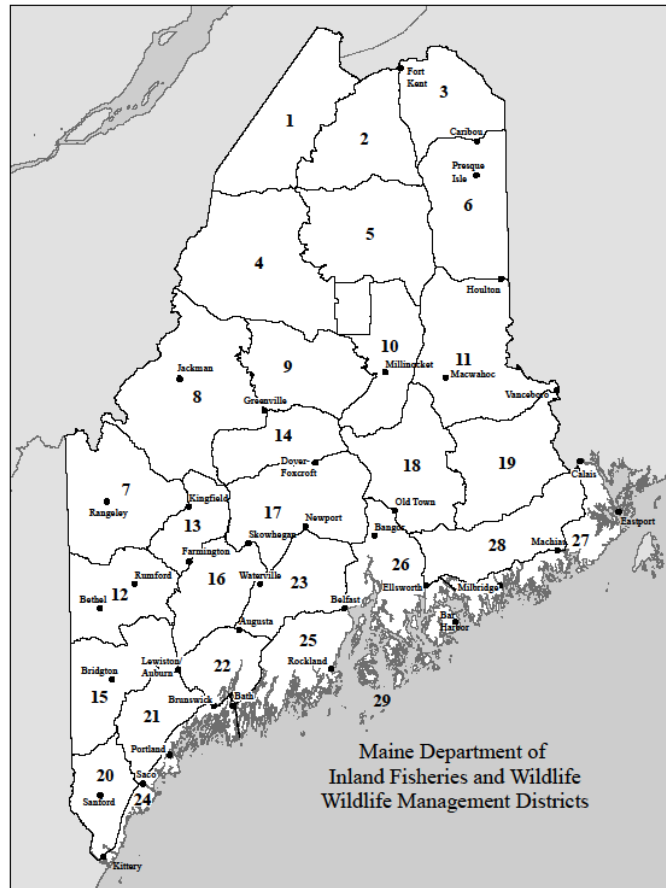 Fort
Kent
3
1
2
Caribou
Presque
Isle
6
5
4
Houlton
10
11
Jackman
9
Millinocket
Macwahoc
8
Vanceboro
Greenville
14
Dover-
Foxcroft
18
19
Calais
7
Rangeley
Kingfield
17
Old Town
Eastport
13
Newport
Bangor
28
27
Skowhegan
Machias
Farmington
16
26
Rumford
Waterville
23
Ellsworth
Milbridge
12
Bethel
Belfast
Bar
Harbor
Augusta
25
22
Lewiston
Auburn
Rockland
Bridgton
15
Brunswick
Bath
29
21
Portland
Maine Department of
Inland Fisheries and Wildlife
Wildlife Management Districts
20
Saco
Sanford
24
Kittery